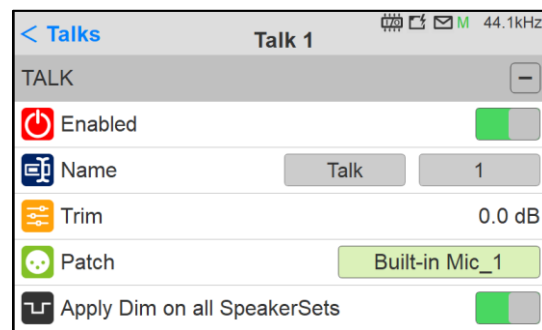 < Talks
Talk 1
M 44.1kHz
TALK
Enabled
Name Talk 1
Trim 0.0 dB
Patch Built-in Mic_1
Apply Dim on all SpeakerSets